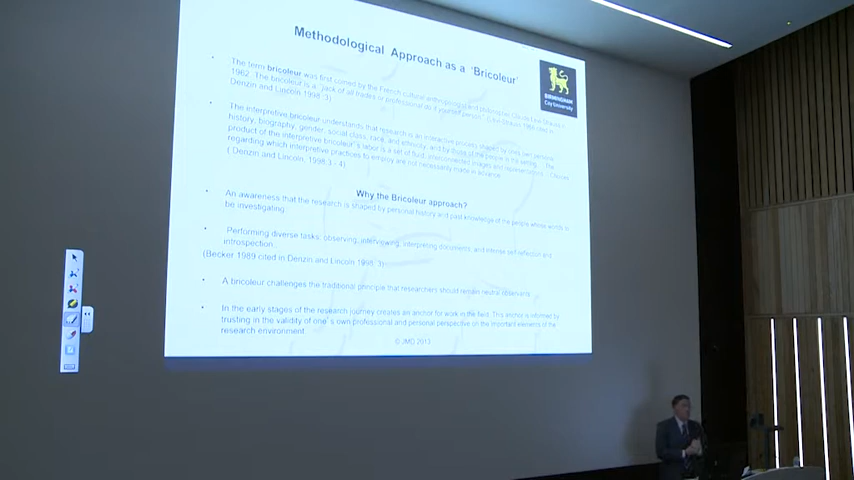 Methodological Approach as a 'Bricoleur'
BIRMINGHAM
City University
• The term bricoleur was first coined by the French cultural anthropologist and philosopher Claude Levi Strauss in
1962. The bricoleur is a "jack of all trades or professional do it yourself person" (Levi-Strauss 1966 cited in
Denzin and Lincoln 1998 :3)
• The interpretive bricoleur understands that research is an interactive process shaped by one's own personal
history, biography, gender, social class, race, and ethnicity, and by those of the people in the setting... The
product of the interpretive bricoleur's labor is a set of fluid, interconnected images and representations... Choices
regarding which interpretive practices to employ are not necessarily made in advance.
( Denzin and Lincoln, 1998:3 - 4)
Why the Bricoleur approach?
• An awareness that the research is shaped by personal history and past knowledge of the people whose worlds to
be investigating
• Performing diverse tasks: observing, interviewing, interpreting documents, and intense self reflection and
introspection.
(Becker 1989 cited in Denzin and Lincoln 1998: 3)
• A bricoleur challenges the traditional principle that researchers should remain neutral observants
• In the early stages of the research journey creates an anchor for work in the field. This anchor is informed by
trusting in the validity of one's own professional and personal perspective on the important elements of the
research environment
© JMD 2013